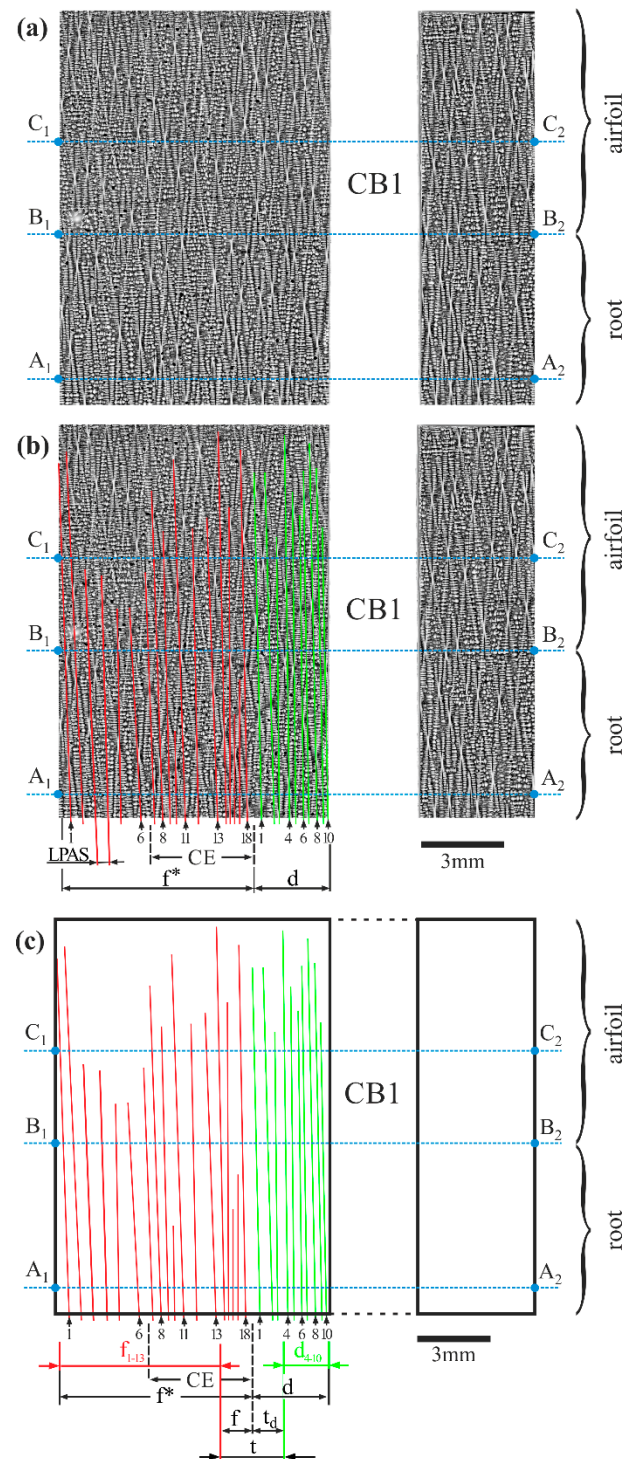 (a)
C1 C2
airfoil
CB1
B1 B2
root
A1 A2
(b)
C1 C2
airfoil
CB1
B1 B2
root
A1 A2
1 6 8 11 13 18 1 4 6 8 10
LPAS CE
f* d
3mm
(c)
C1 C2
airfoil
CB1
B1 B2
root
A1 A2
1 6 8 11 13 18 1 4 6 8 10
3mm
f1-13 d4-10
CE
f* d
f td
t